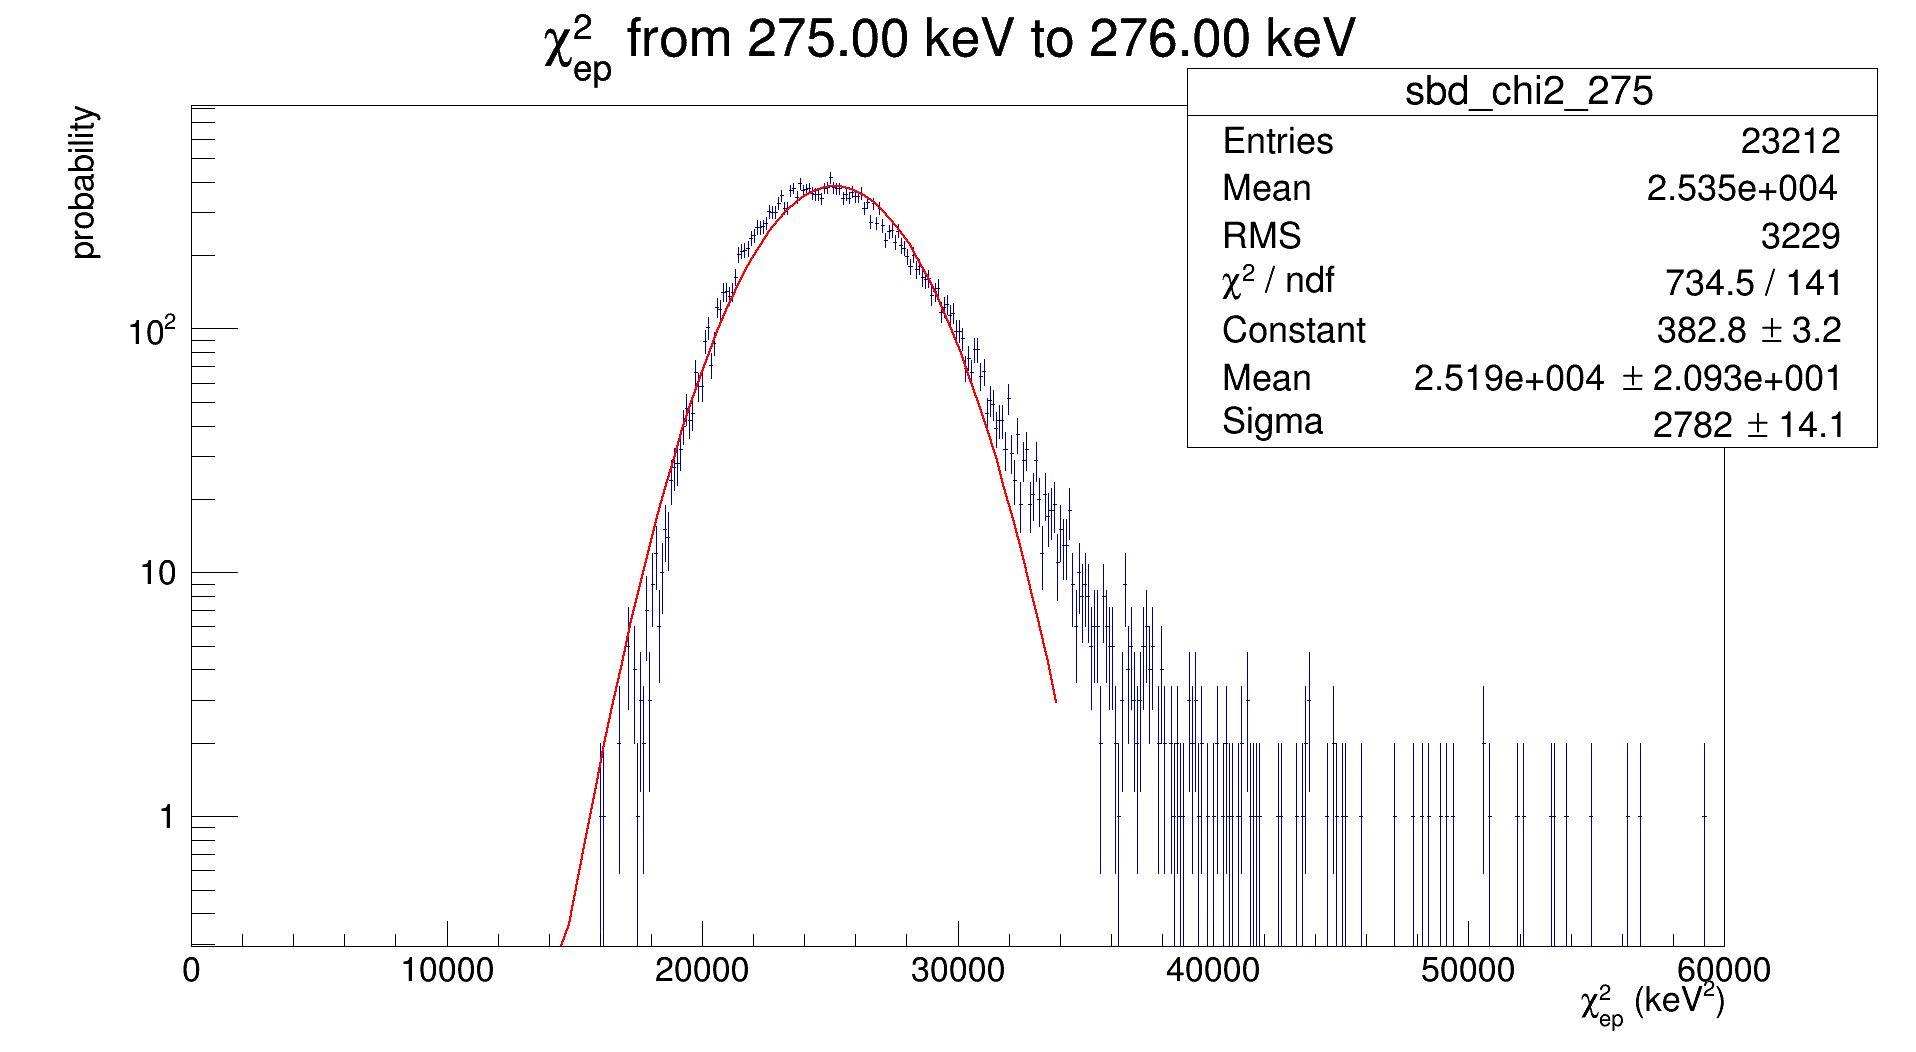 χ²ep from 275.00 keV to 276.00 keV
sbd_chi2_275
Entries 23212
Mean 2.535e+004
RMS 3229
χ² / ndf 734.5 / 141
Constant 382.8 ± 3.2
Mean 2.519e+004 ± 2.093e+001
Sigma 2782 ± 14.1
probability
10²
10
1
0 10000 20000 30000 40000 50000 60000
χ²ep (keV²)